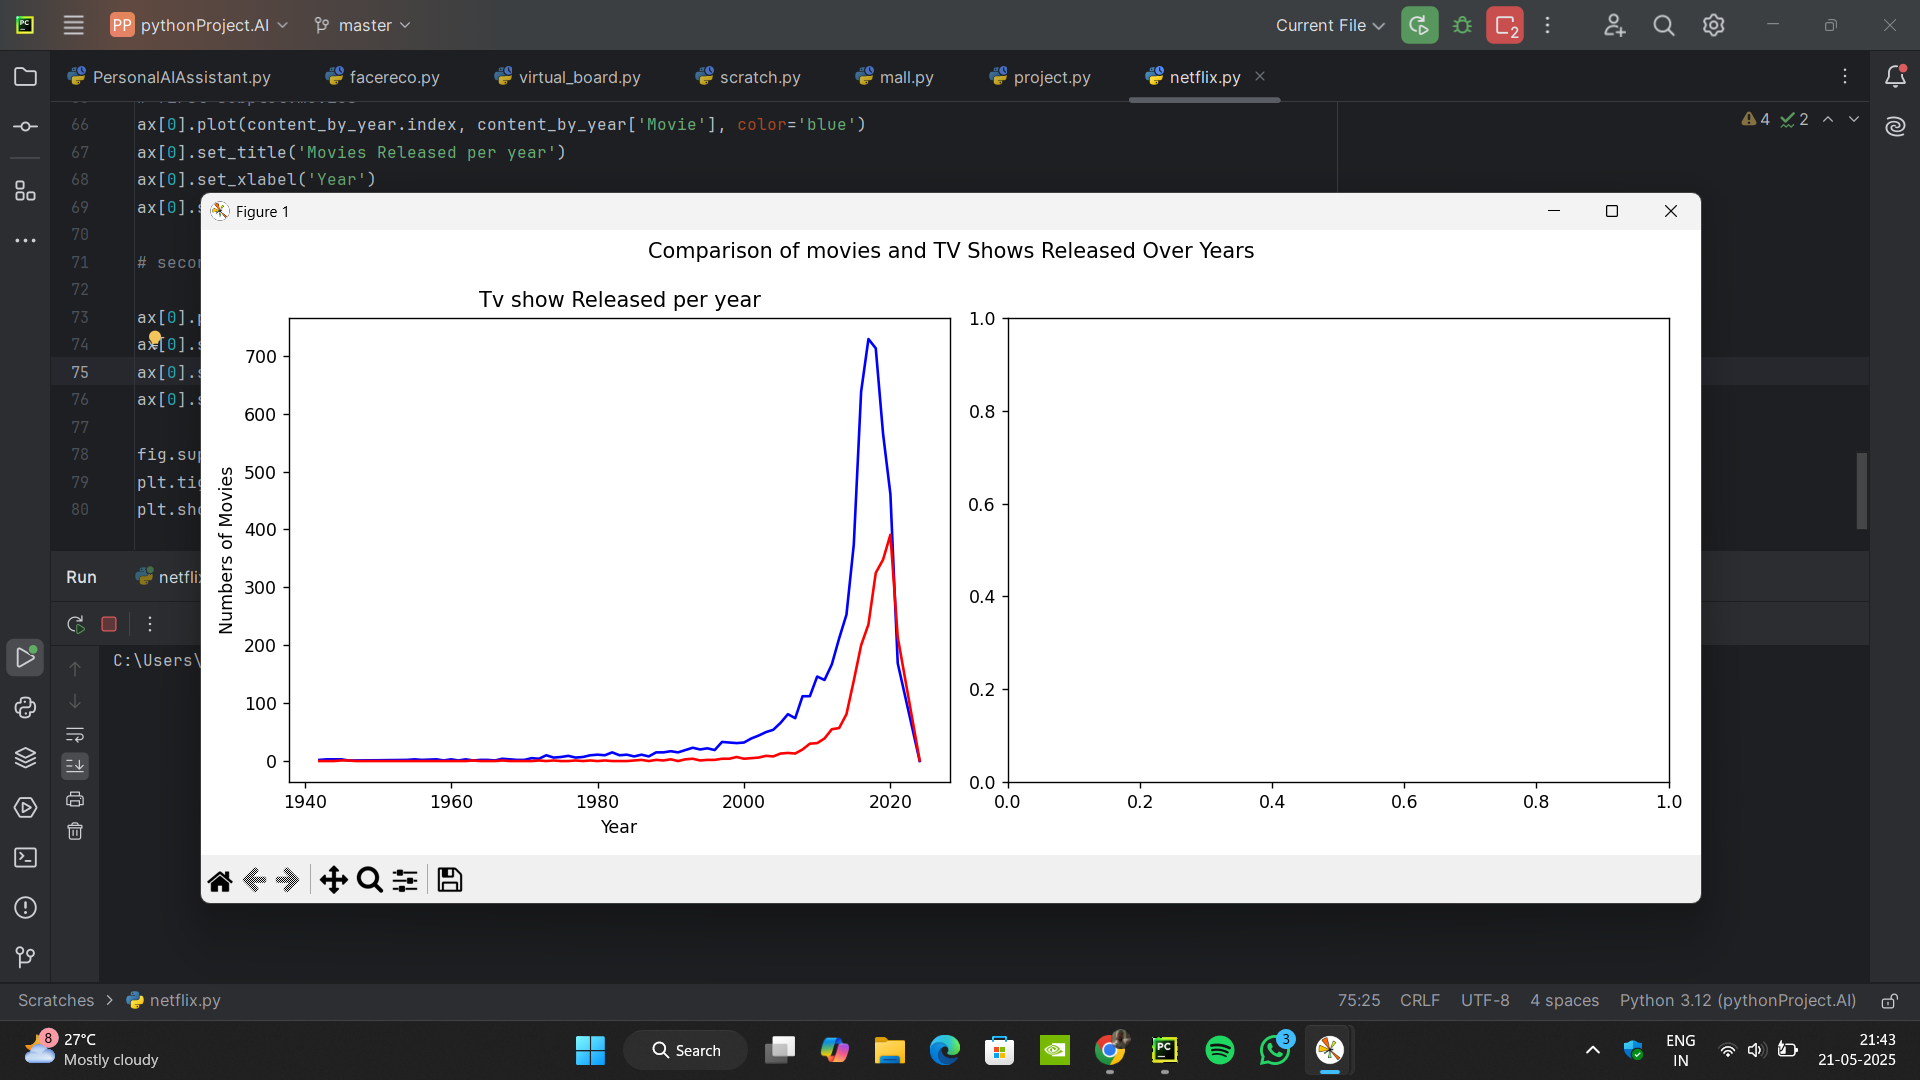 PP pythonProject.AI master Current File 2
PersonalAIAssistant.py facereco.py virtual_board.py scratch.py mall.py project.py netflix.py
66 ax[0].plot(content_by_year.index, content_by_year['Movie'], color='blue') 4 2
67 ax[0].set_title('Movies Released per year')
68 ax[0].set_xlabel('Year')
69 ax[0].s
70
71 # secon
72
73 ax[0].p
74 ax[0].s
75 ax[0].s
76 ax[0].s
77
78 fig.sup
79 plt.tig
80 plt.sho
Figure 1
Comparison of movies and TV Shows Released Over Years
Tv show Released per year
Numbers of Movies
700
600
500
400
300
200
100
0
1940 1960 1980 2000 2020
Year
1.0
0.8
0.6
0.4
0.2
0.0
0.0 0.2 0.4 0.6 0.8 1.0
Run netflix
C:\Users\
Scratches > netflix.py 75:25 CRLF UTF-8 4 spaces Python 3.12 (pythonProject.AI)
8 27°C
Mostly cloudy
Search
PC
3
ENG
IN
21:43
21-05-2025